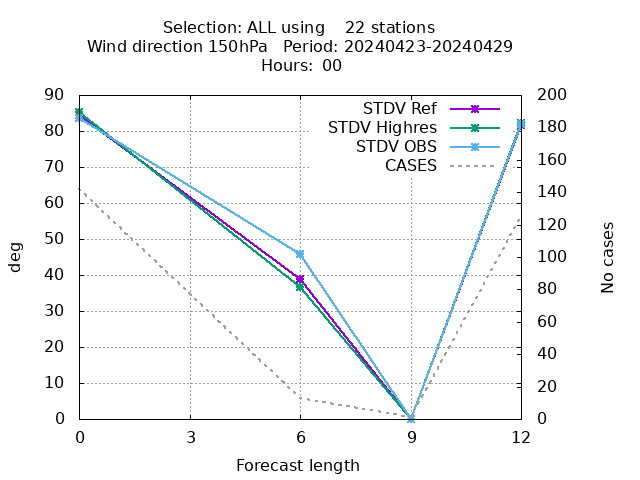 Selection: ALL using    22 stations
Wind direction 150hPa   Period: 20240423-20240429
Hours: 00
STDV Ref
STDV Highres
STDV OBS
CASES
90
80
70
60
50
40
30
20
10
0
deg
200
180
160
140
120
100
80
60
40
20
0
No cases
0 3 6 9 12
Forecast length